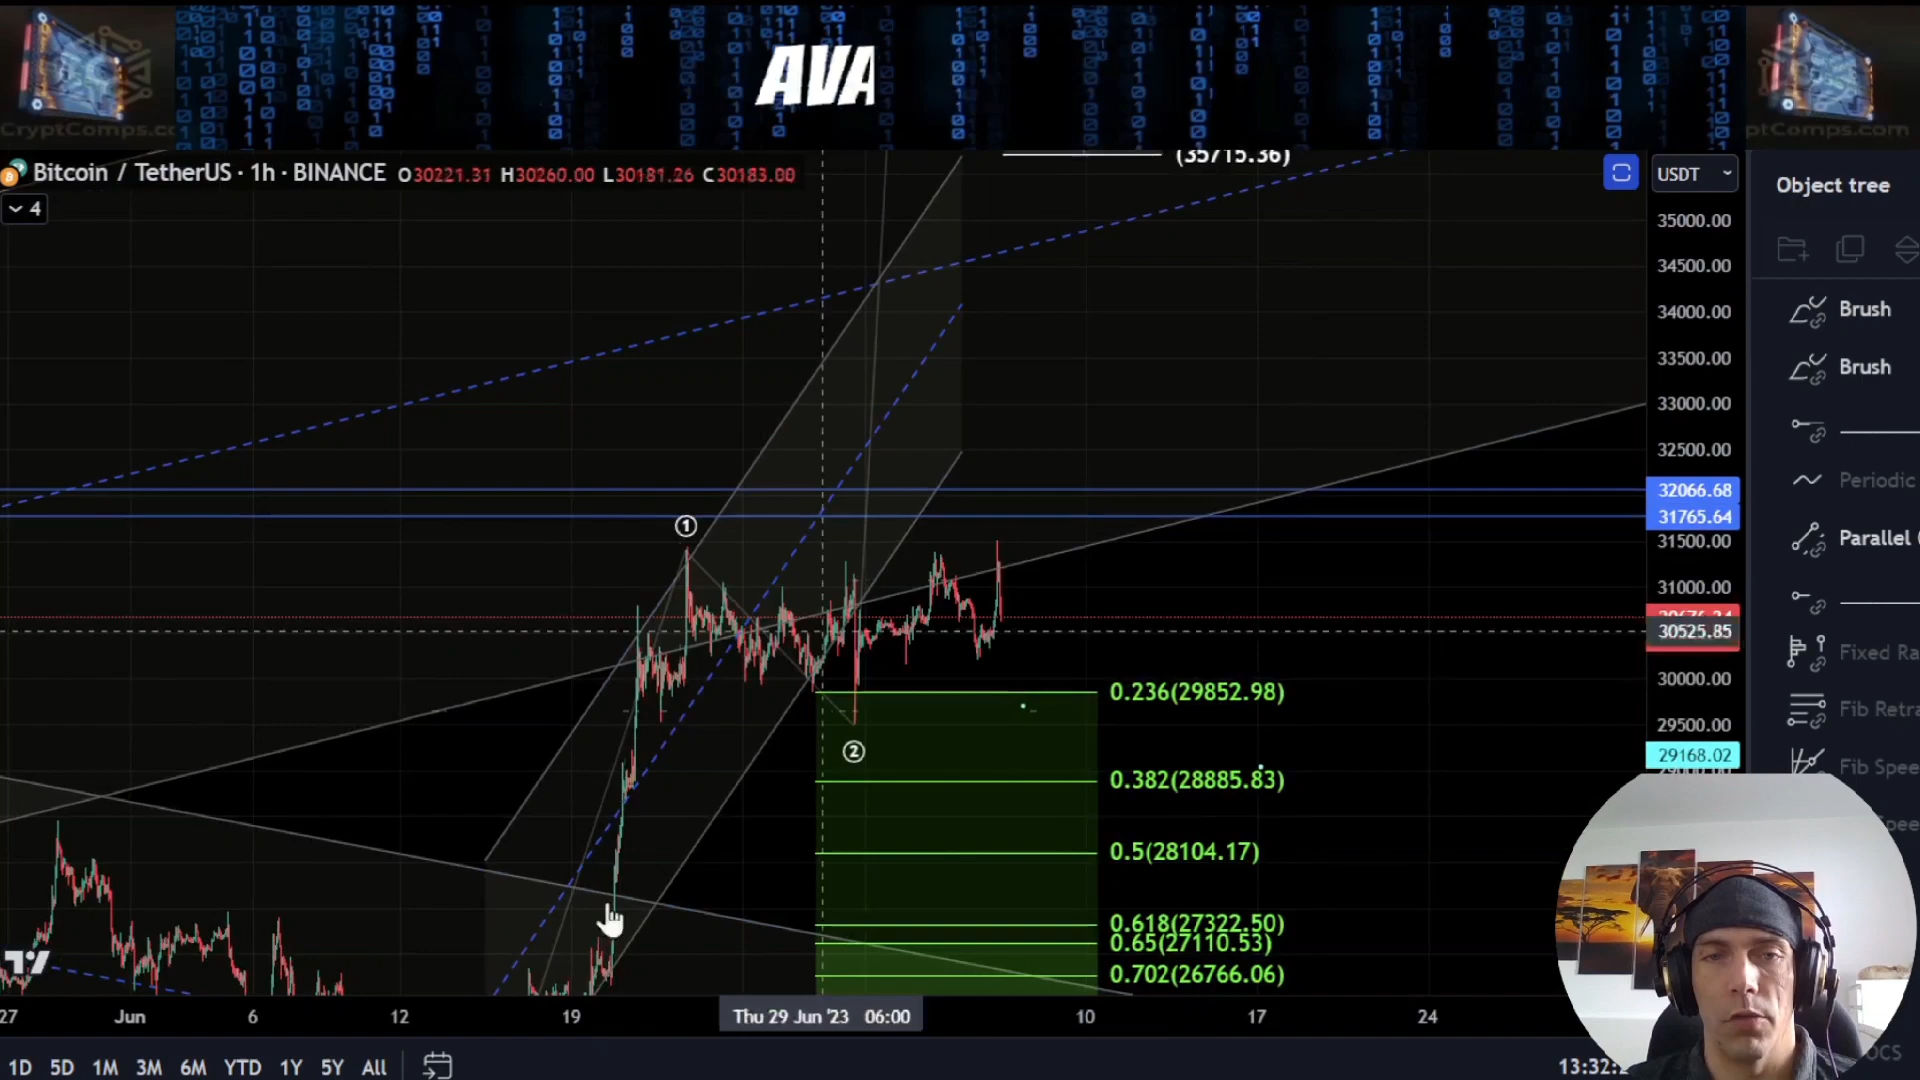 AVA
CryptComps.c
ptComps.com
Bitcoin / TetherUS · 1h · BINANCE O30221.31 H30260.00 L30181.26 C30183.00
4
(35715.36)
USDT
Object tree
35000.00
34500.00
34000.00
33500.00
33000.00
32500.00
32066.68
31765.64
31500.00
31000.00
30525.85
30000.00
29500.00
29168.02
Brush
Brush
Periodic
Parallel
Fixed Ra
Fib Retra
Fib Spee
1
2
0.236(29852.98)
0.382(28885.83)
0.5(28104.17)
0.618(27322.50)
0.65(27110.53)
0.702(26766.06)
27 Jun 6 12 19 Thu 29 Jun '23 06:00 10 17 24
1D 5D 1M 3M 6M YTD 1Y 5Y All
13:32:2